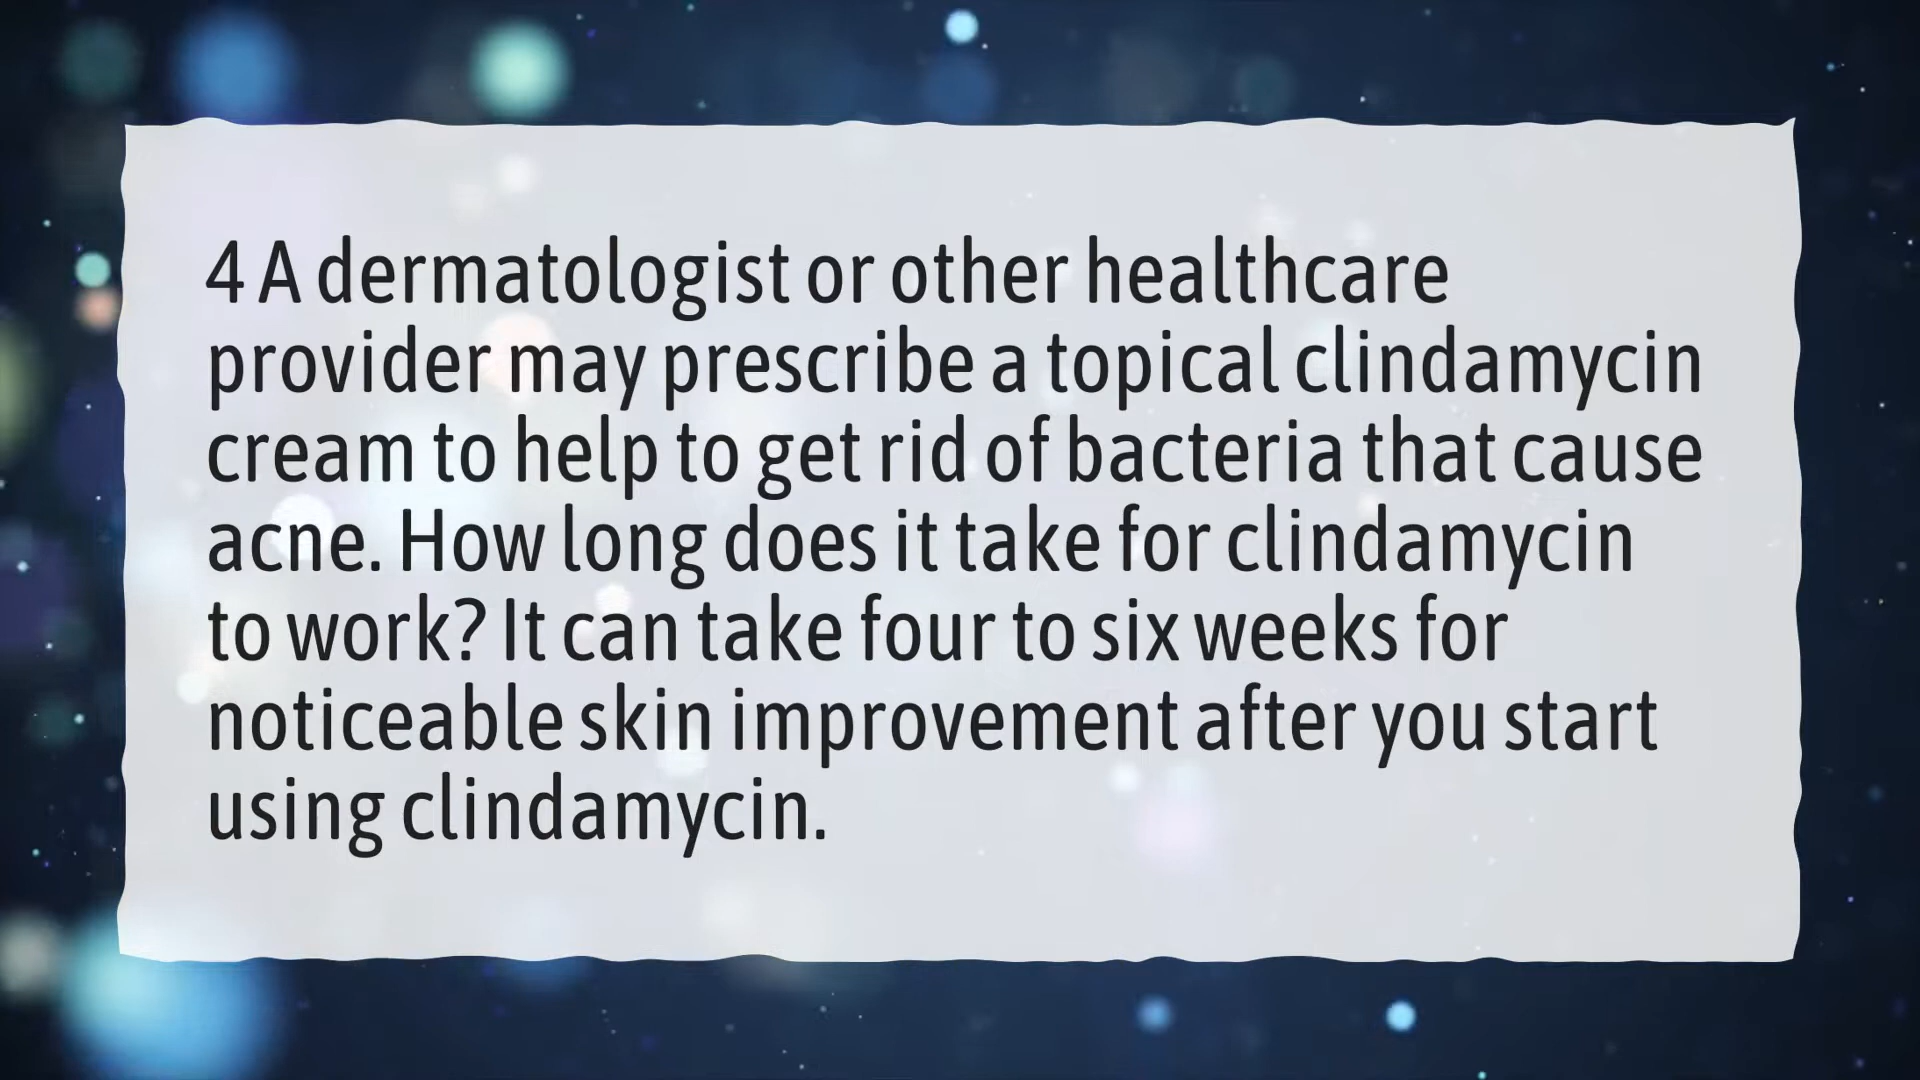 4 A dermatologist or other healthcare
provider may prescribe a topical clindamycin
cream to help to get rid of bacteria that cause
acne. How long does it take for clindamycin
to work? It can take four to six weeks for
noticeable skin improvement after you start
using clindamycin.